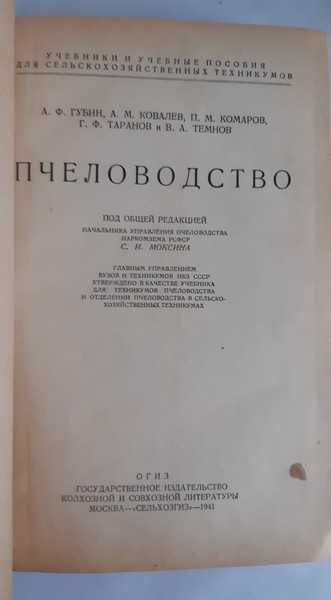 УЧЕБНИКИ И УЧЕБНЫЕ ПОСОБИЯ
ДЛЯ СЕЛЬСКОХОЗЯЙСТВЕННЫХ ТЕХНИКУМОВ
А. Ф. ГУБИН, А. М. КОВАЛЕВ, П. М. КОМАРОВ,
Г. Ф. ТАРАНОВ и В. А. ТЕМНОВ
ПЧЕЛОВОДСТВО
ПОД ОБЩЕЙ РЕДАКЦИЕЙ
НАЧАЛЬНИКА УПРАВЛЕНИЯ ПЧЕЛОВОДСТВА
НАРКОМЗЕМА РСФСР
С. И. МОКСИНА
ГЛАВНЫМ УПРАВЛЕНИЕМ
ВУЗОВ И ТЕХНИКУМОВ НКЗ СССР
УТВЕРЖДЕНО В КАЧЕСТВЕ УЧЕБНИКА
ДЛЯ ТЕХНИКУМОВ ПЧЕЛОВОДСТВА
И ОТДЕЛЕНИЙ ПЧЕЛОВОДСТВА В СЕЛЬСКО-
ХОЗЯЙСТВЕННЫХ ТЕХНИКУМАХ
ОГИЗ
ГОСУДАРСТВЕННОЕ ИЗДАТЕЛЬСТВО
КОЛХОЗНОЙ И СОВХОЗНОЙ ЛИТЕРАТУРЫ
МОСКВА—«СЕЛЬХОЗГИЗ»—1941